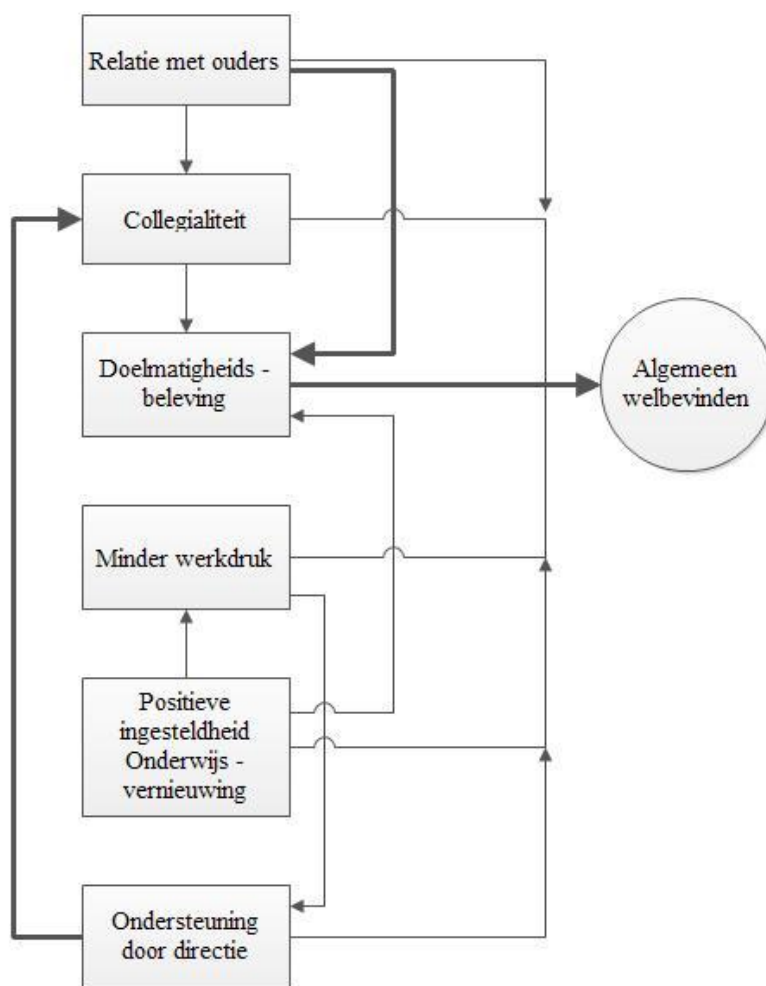 Relatie met ouders
Collegialiteit
Doelmatigheids -
beleving
Algemeen
welbevinden
Minder werkdruk
Positieve
ingesteldheid
Onderwijs -
vernieuwing
Ondersteuning
door directie